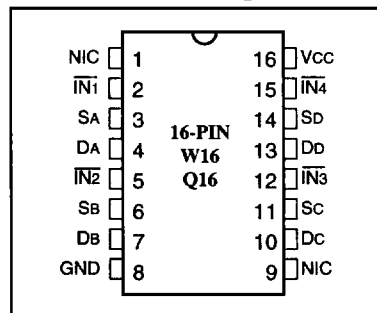 NIC 1 16 VCC
IN1 2 15 IN4
SA 3 14 SD
16-PIN
DA 4 13 DD
W16
IN2 5 12 IN3
Q16
SB 6 11 SC
DB 7 10 DC
GND 8 9 NIC